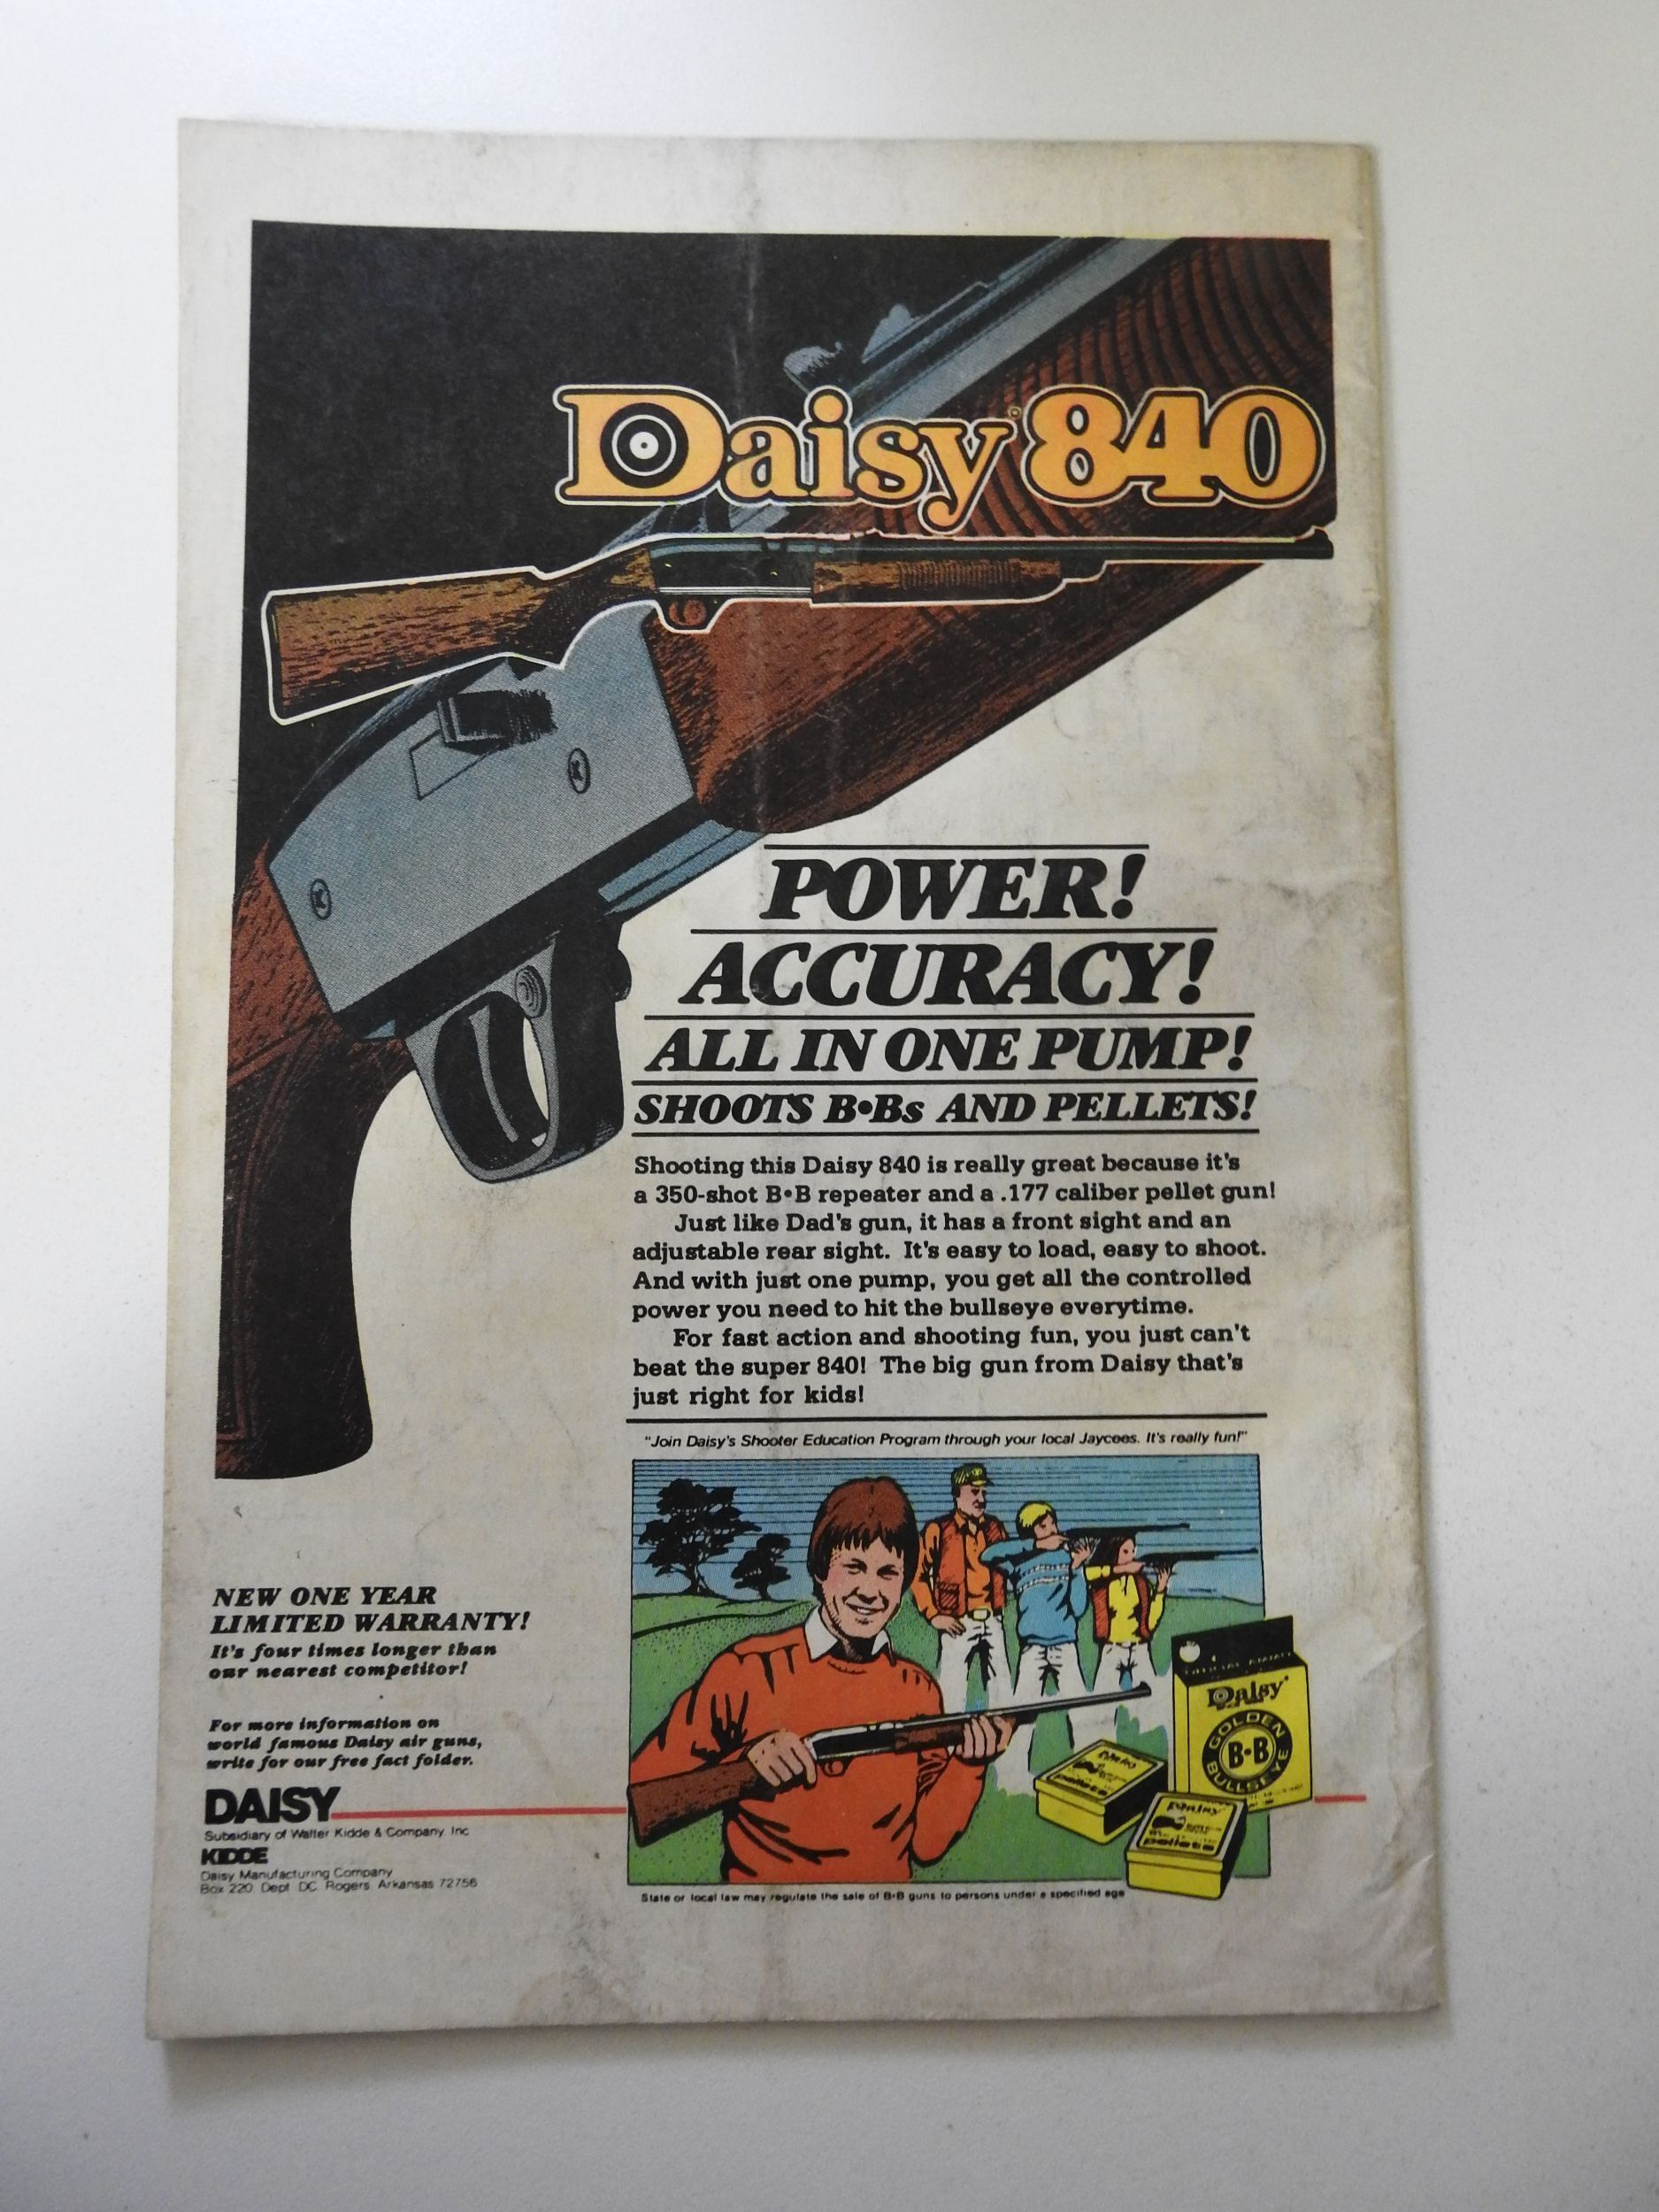 Daisy® 840
POWER!
ACCURACY!
ALL IN ONE PUMP!
SHOOTS B•Bs AND PELLETS!
Shooting this Daisy 840 is really great because it's
a 350-shot B•B repeater and a .177 caliber pellet gun!
Just like Dad's gun, it has a front sight and an
adjustable rear sight. It's easy to load, easy to shoot.
And with just one pump, you get all the controlled
power you need to hit the bullseye everytime.
For fast action and shooting fun, you just can't
beat the super 840! The big gun from Daisy that's
just right for kids!
"Join Daisy's Shooter Education Program through your local Jaycees. It's really fun!"
NEW ONE YEAR
LIMITED WARRANTY!
It's four times longer than
our nearest competitor!
For more information on
world famous Daisy air guns,
write for our free fact folder.
DAISY
Subsidiary of Walter Kidde & Company, Inc
KIDDE
Daisy Manufacturing Company
Box 220, Dept. DC, Rogers, Arkansas 72756
Daisy
GOLDEN
B•B
BULLSEYE
Daisy
pellets
Daisy
pellets
State or local law may regulate the sale of B•B guns to persons under a specified age